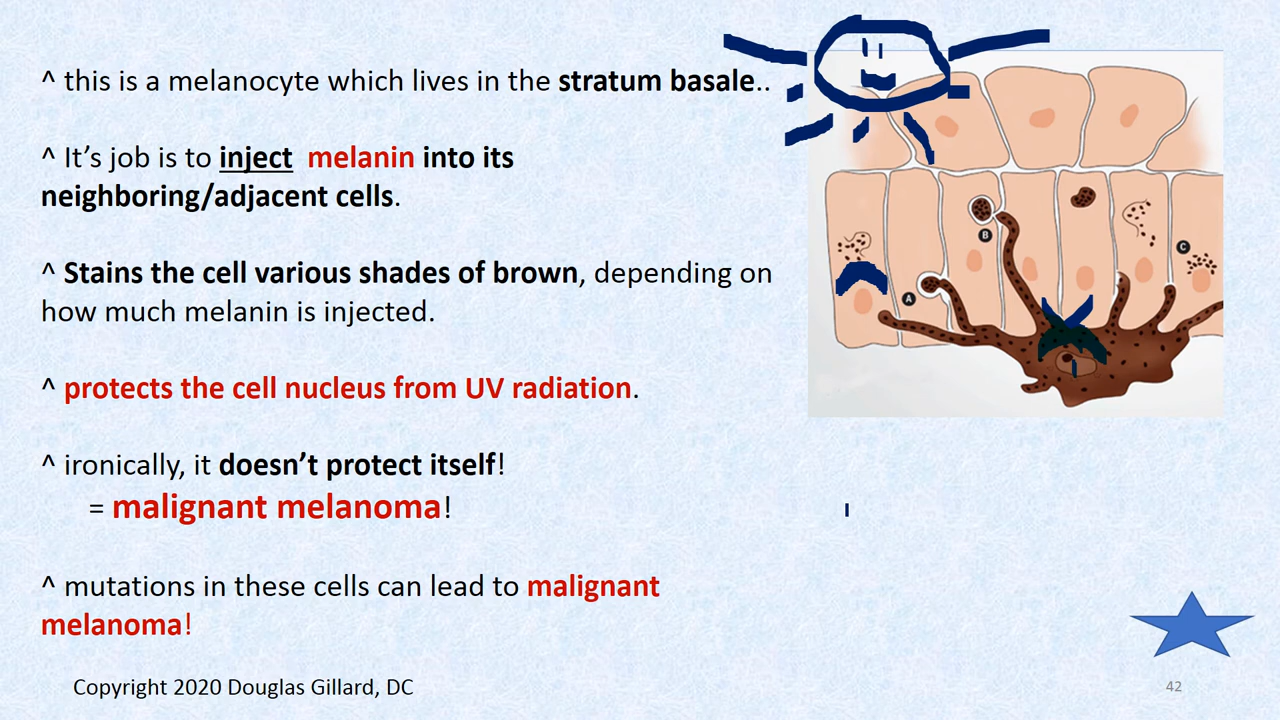 ^ this is a melanocyte which lives in the stratum basale..
^ It’s job is to inject melanin into its
neighboring/adjacent cells.
^ Stains the cell various shades of brown, depending on
how much melanin is injected.
^ protects the cell nucleus from UV radiation.
^ ironically, it doesn’t protect itself!
= malignant melanoma!
^ mutations in these cells can lead to malignant
melanoma!
B
C
A
Copyright 2020 Douglas Gillard, DC
42